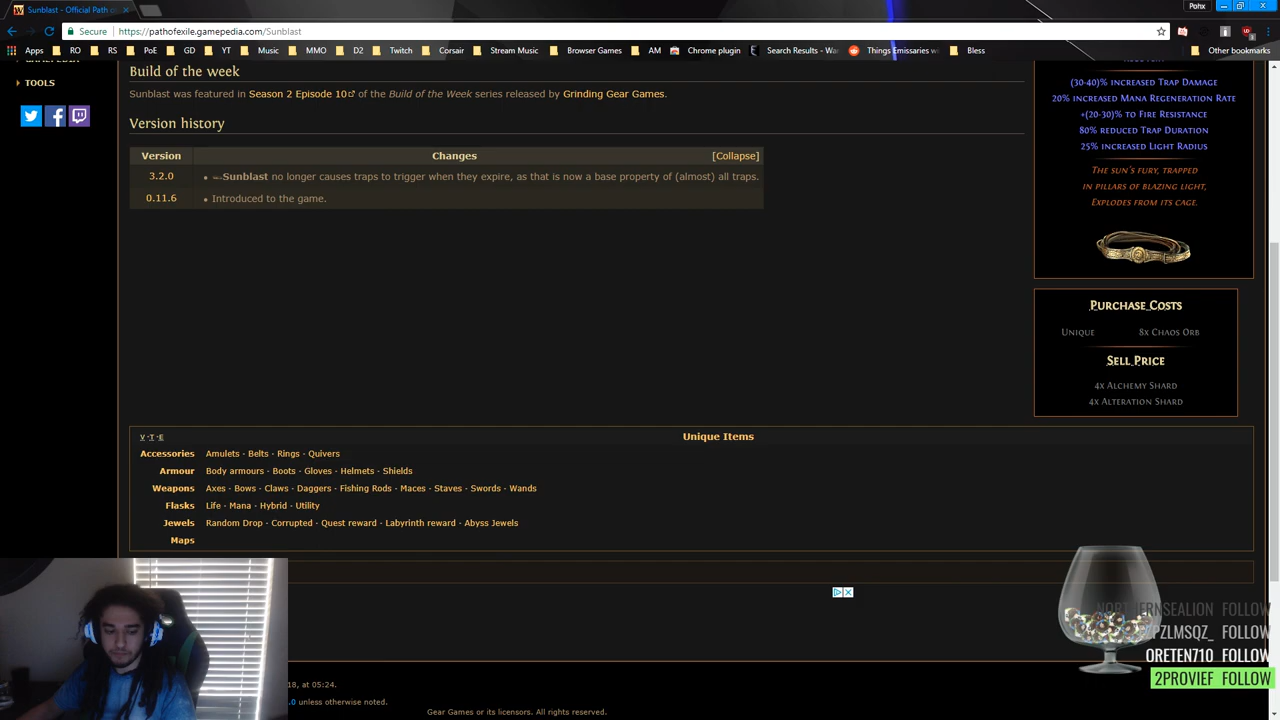 Sunblast - Official Path o
Pohx
Secure
https://pathofexile.gamepedia.com/Sunblast
Apps
RO
RS
PoE
GD
YT
Music
MMO
D2
Twitch
Corsair
Stream Music
Browser Games
AM
Chrome plugin
Things Emissaries w
Bless
Other bookmarks
TOOLS
Build of the week
Sunblast was featured in Season 2 Episode 10 of the Build of the Week series released by Grinding Gear Games.
Version history
Version Changes [Collapse]
3.2.0 Sunblast no longer causes traps to trigger when they expire, as that is now a base property of (almost) all traps.
0.11.6 Introduced to the game.
(30-40)% increased Trap Damage
20% increased Mana Regeneration Rate
+(20-30)% to Fire Resistance
80% reduced Trap Duration
25% increased Light Radius
The sun's fury, trapped
in pillars of blazing light,
Explodes from its cage.
Purchase Costs
Unique 8x Chaos Orb
Sell Price
4x Alchemy Shard
4x Alteration Shard
V · T · E
Unique Items
Accessories Amulets · Belts · Rings · Quivers
Armour Body armours · Boots · Gloves · Helmets · Shields
Weapons Axes · Bows · Claws · Daggers · Fishing Rods · Maces · Staves · Swords · Wands
Flasks Life · Mana · Hybrid · Utility
Jewels Random Drop · Corrupted · Quest reward · Labyrinth reward · Abyss Jewels
Maps
FOLLOW
FOLLOW
ORETEN710 FOLLOW
2PROVIEF FOLLOW
18, at 05:24.
.0 unless otherwise noted.
Gear Games or its licensors. All rights reserved.